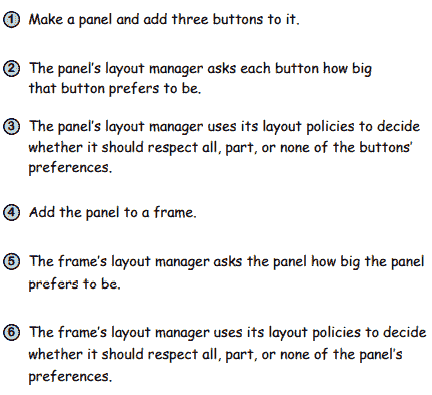 1 Make a panel and add three buttons to it.
2 The panel's layout manager asks each button how big
that button prefers to be.
3 The panel's layout manager uses its layout policies to decide
whether it should respect all, part, or none of the buttons'
preferences.
4 Add the panel to a frame.
5 The frame's layout manager asks the panel how big the panel
prefers to be.
6 The frame's layout manager uses its layout policies to decide
whether it should respect all, part, or none of the panel's
preferences.